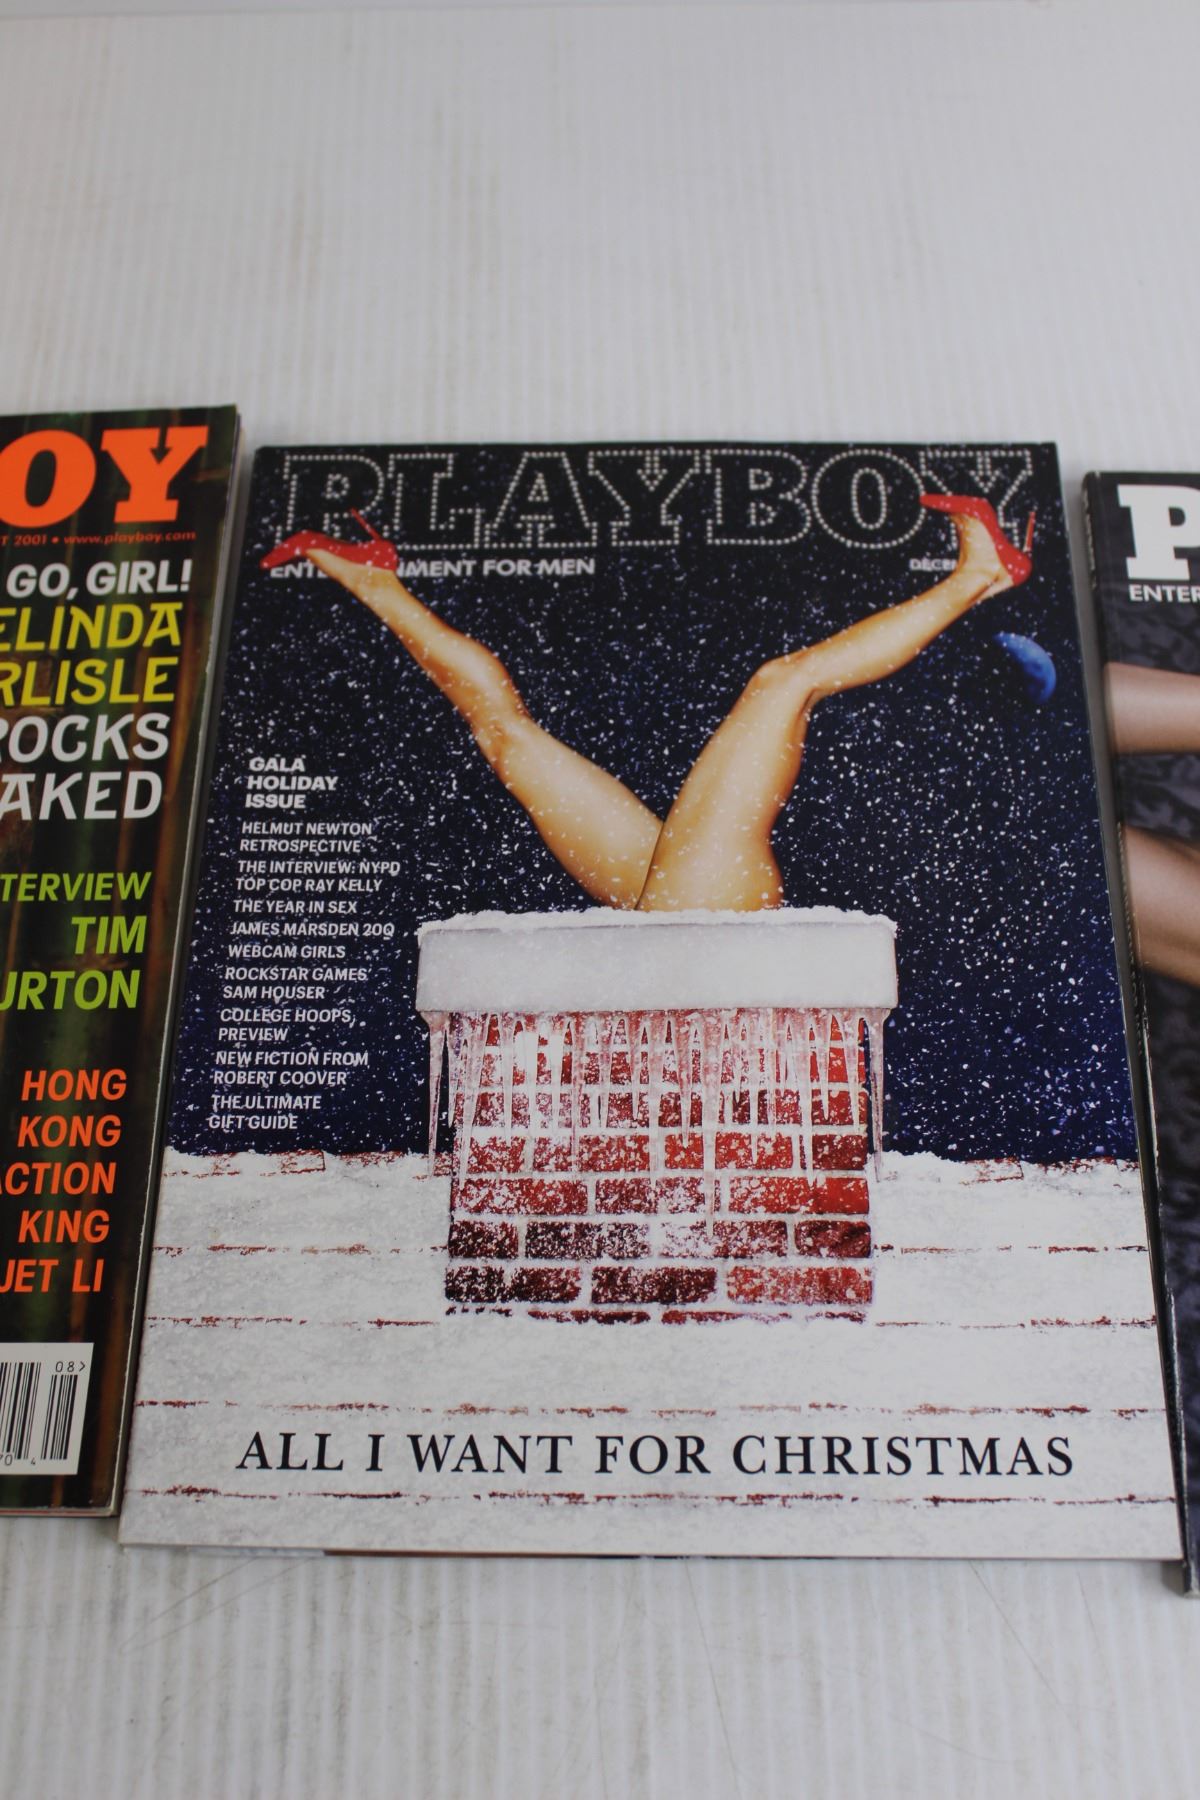 OY
2001 • www.playboy.com
GO, GIRL!
ELINDA
RLISLE
ROCKS
AKED
TERVIEW
TIM
URTON
HONG
KONG
ACTION
KING
JET LI
08>
PLAYBOY
ENTE NMENT FOR MEN
DECE
GALA
HOLIDAY
ISSUE
HELMUT NEWTON
RETROSPECTIVE
THE INTERVIEW: NYPD
TOP COP RAY KELLY
THE YEAR IN SEX
JAMES MARSDEN 20Q
WEBCAM GIRLS
ROCKSTAR GAMES'
SAM HOUSER
COLLEGE HOOPS
PREVIEW
NEW FICTION FROM
ROBERT COOVER
THE ULTIMATE
GIFT GUIDE
ALL I WANT FOR CHRISTMAS
P
ENTER